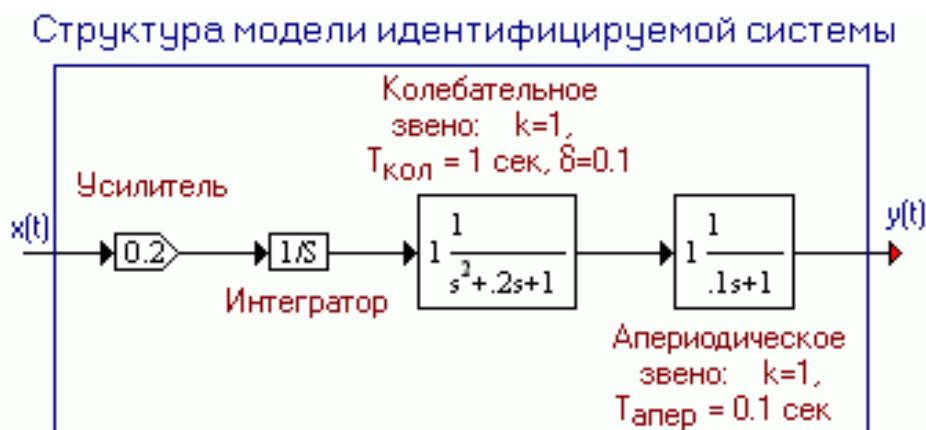 Структура модели идентифицируемой системы
Колебательное
звено: k=1,
Tкол = 1 сек, δ=0.1
Усилитель
x(t)
0.2
1/S
1 1
s²+.2s+1
1 1
.1s+1
y(t)
Интегратор
Апериодическое
звено: k=1,
Tапер = 0.1 сек